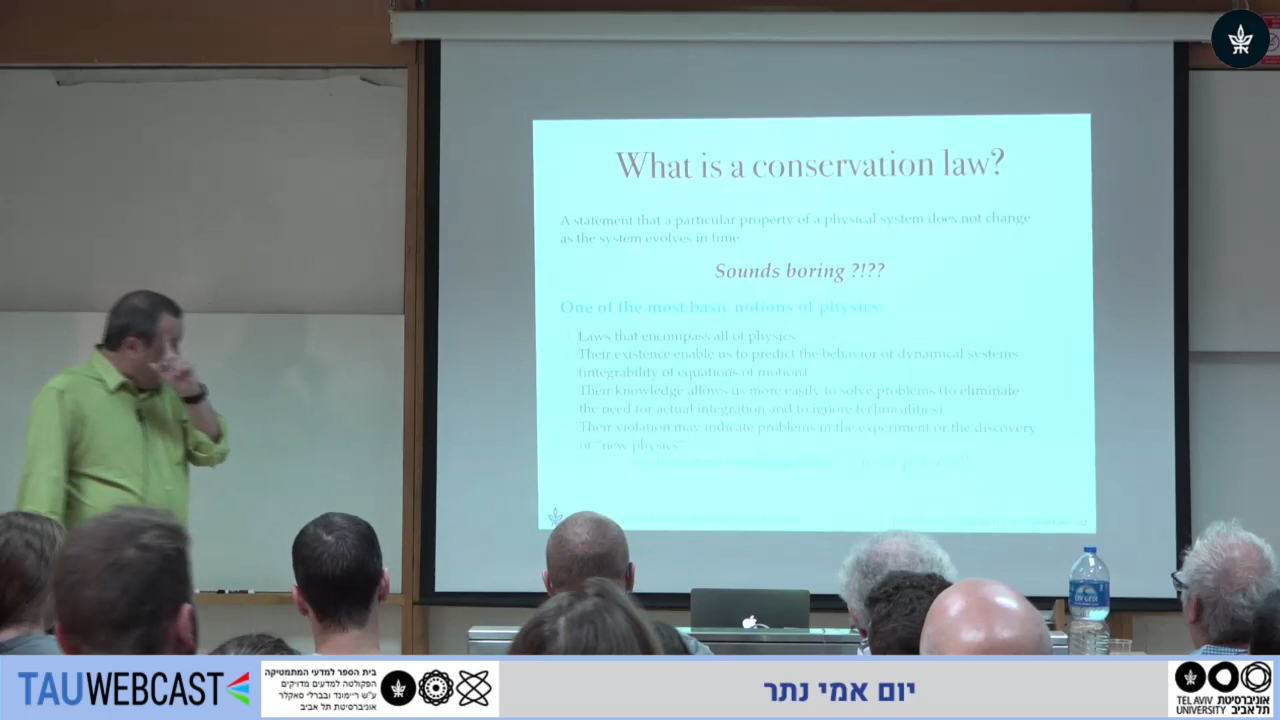 What is a conservation law?
A statement that a particular property of a physical system does not change
as the system evolves in time
Sounds boring ?!??
One of the most basic notions of physics:
Laws that encompass all of physics
Their existence enable us to predict the behavior of dynamical systems
(integrability of equations of motion)
Their knowledge allows us more easily to solve problems (to eliminate
the need for actual integration and to ignore technicalities)
Their violation may indicate problems in the experiment or the discovery
of "new physics"
TAUWEBCAST
בית הספר למדעי המתמטיקה
הפקולטה למדעים מדויקים
ע"ש ריימונד ובברלי סאקלר
אוניברסיטת תל אביב
יום אמי נתר
TEL AVIV אוניברסיטת
UNIVERSITY תל אביב